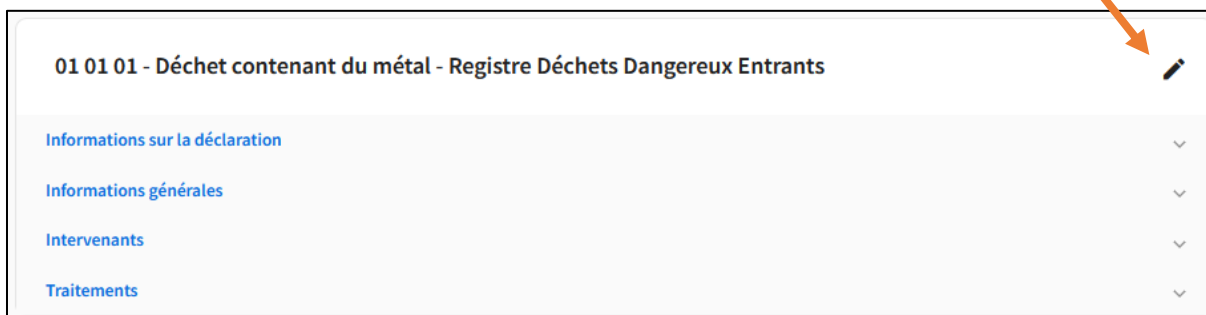 01 01 01 - Déchet contenant du métal - Registre Déchets Dangereux Entrants
Informations sur la déclaration
Informations générales
Intervenants
Traitements